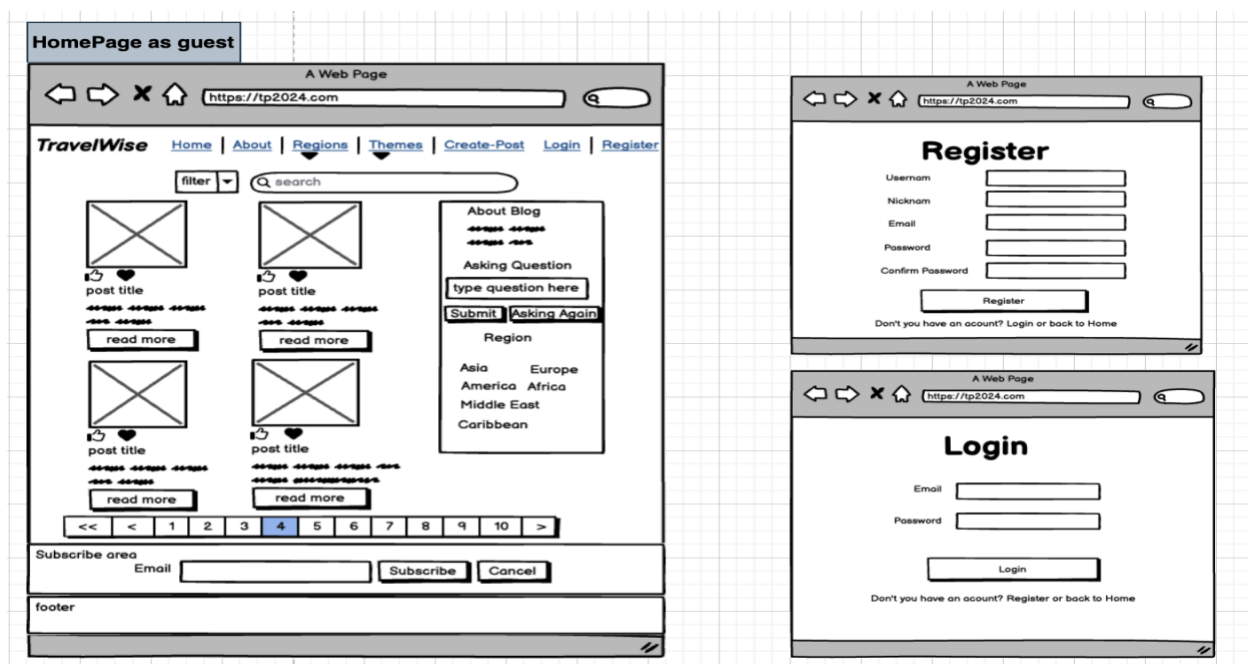 HomePage as guest
A Web Page
https://tp2024.com
TravelWise Home About Regions Themes Create-Post Login Register
filter search
About Blog
Asking Question
type question here
Submit Asking Again
Region
Asia Europe
America Africa
Middle East
Caribbean
post title post title
read more read more
post title post title
read more read more
<< < 1 2 3 4 5 6 7 8 9 10 >
Subscribe area
Email Subscribe Cancel
footer
A Web Page
https://tp2024.com
Register
Usernam
Nicknam
Email
Password
Confirm Password
Register
Don't you have an acount? Login or back to Home
A Web Page
https://tp2024.com
Login
Email
Password
Login
Don't you have an acount? Register or back to Home